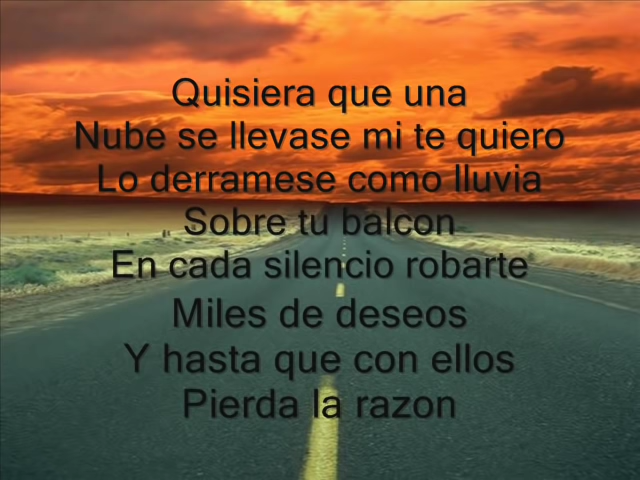 Quisiera que una
Nube se llevase mi te quiero
Lo derramese como lluvia
Sobre tu balcon
En cada silencio robarte
Miles de deseos
Y hasta que con ellos
Pierda la razon